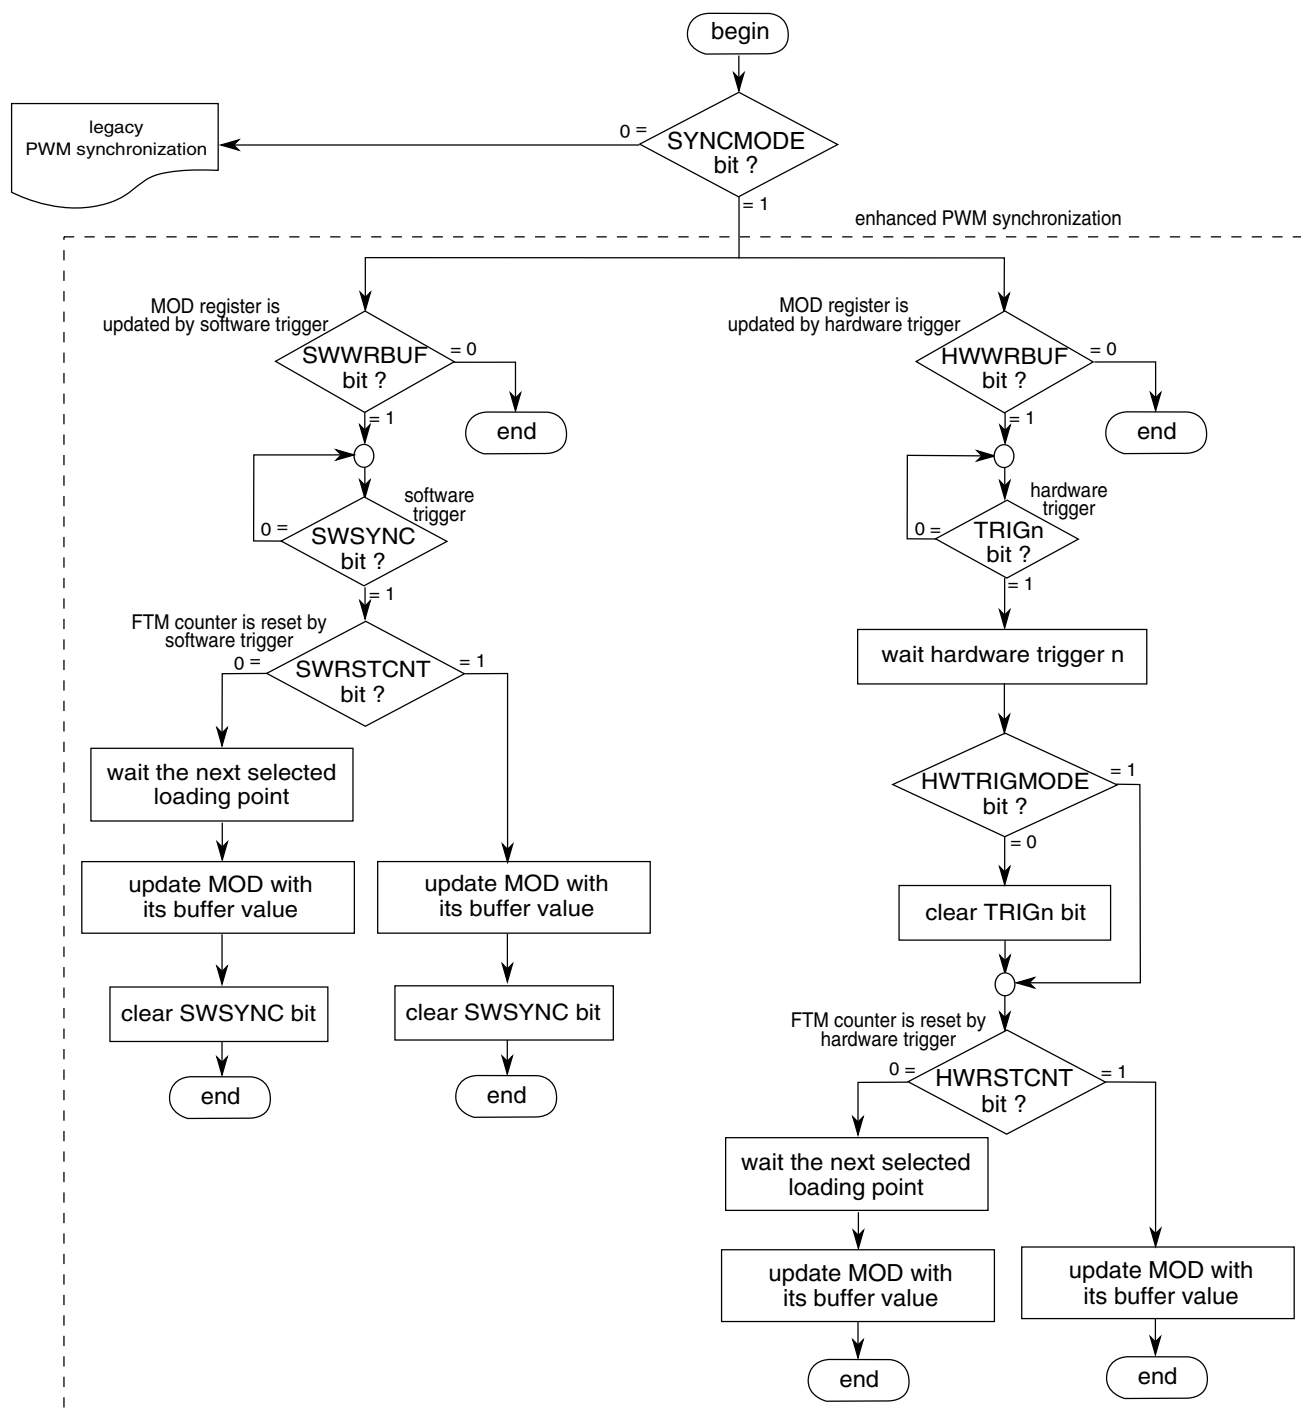 begin
legacy
PWM synchronization
0 =
SYNCMODE
bit ?
= 1
enhanced PWM synchronization
MOD register is
updated by software trigger
SWWRBUF
bit ?
= 0
= 1
end
software
trigger
0 =
SWSYNC
bit ?
= 1
FTM counter is reset by
software trigger
0 =
SWRSTCNT
bit ?
= 1
wait the next selected
loading point
update MOD with
its buffer value
clear SWSYNC bit
end
update MOD with
its buffer value
clear SWSYNC bit
end
MOD register is
updated by hardware trigger
HWWRBUF
bit ?
= 0
= 1
end
hardware
trigger
0 =
TRIGn
bit ?
= 1
wait hardware trigger n
HWTRIGMODE
bit ?
= 1
= 0
clear TRIGn bit
FTM counter is reset by
hardware trigger
0 =
HWRSTCNT
bit ?
= 1
wait the next selected
loading point
update MOD with
its buffer value
end
update MOD with
its buffer value
end